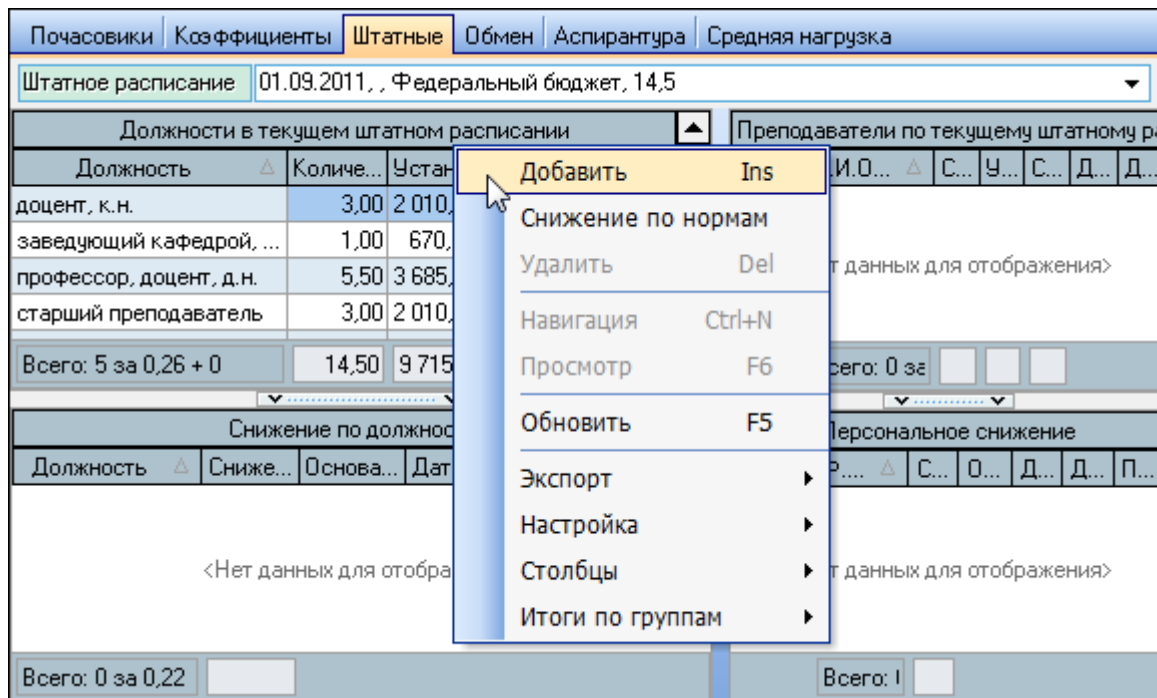 Почасовики Коэффициенты Штатные Обмен Аспирантура Средняя нагрузка
Штатное расписание 01.09.2011, , Федеральный бюджет, 14,5
Должности в текущем штатном расписании
Должность Количе... Устан
доцент, к.н. 3,00 2 010,
заведующий кафедрой, ... 1,00 670,
профессор, доцент, д.н. 5,50 3 685,
старший преподаватель 3,00 2 010,
Всего: 5 за 0,26 + 0 14,50 9 715
Преподаватели по текущему штатному р
.И.О... С... У... С... Д... Д...
т данных для отображения>
сего: 0 за
Добавить Ins
Снижение по нормам
Удалить Del
Навигация Ctrl+N
Просмотр F6
Обновить F5
Экспорт
Настройка
Столбцы
Итоги по группам
Снижение по должнос
Должность Сниже... Основа... Дат
<Нет данных для отобра
Всего: 0 за 0,22
Персональное снижение
Р.... С... О... Д... Д... П...
т данных для отображения>
Всего: